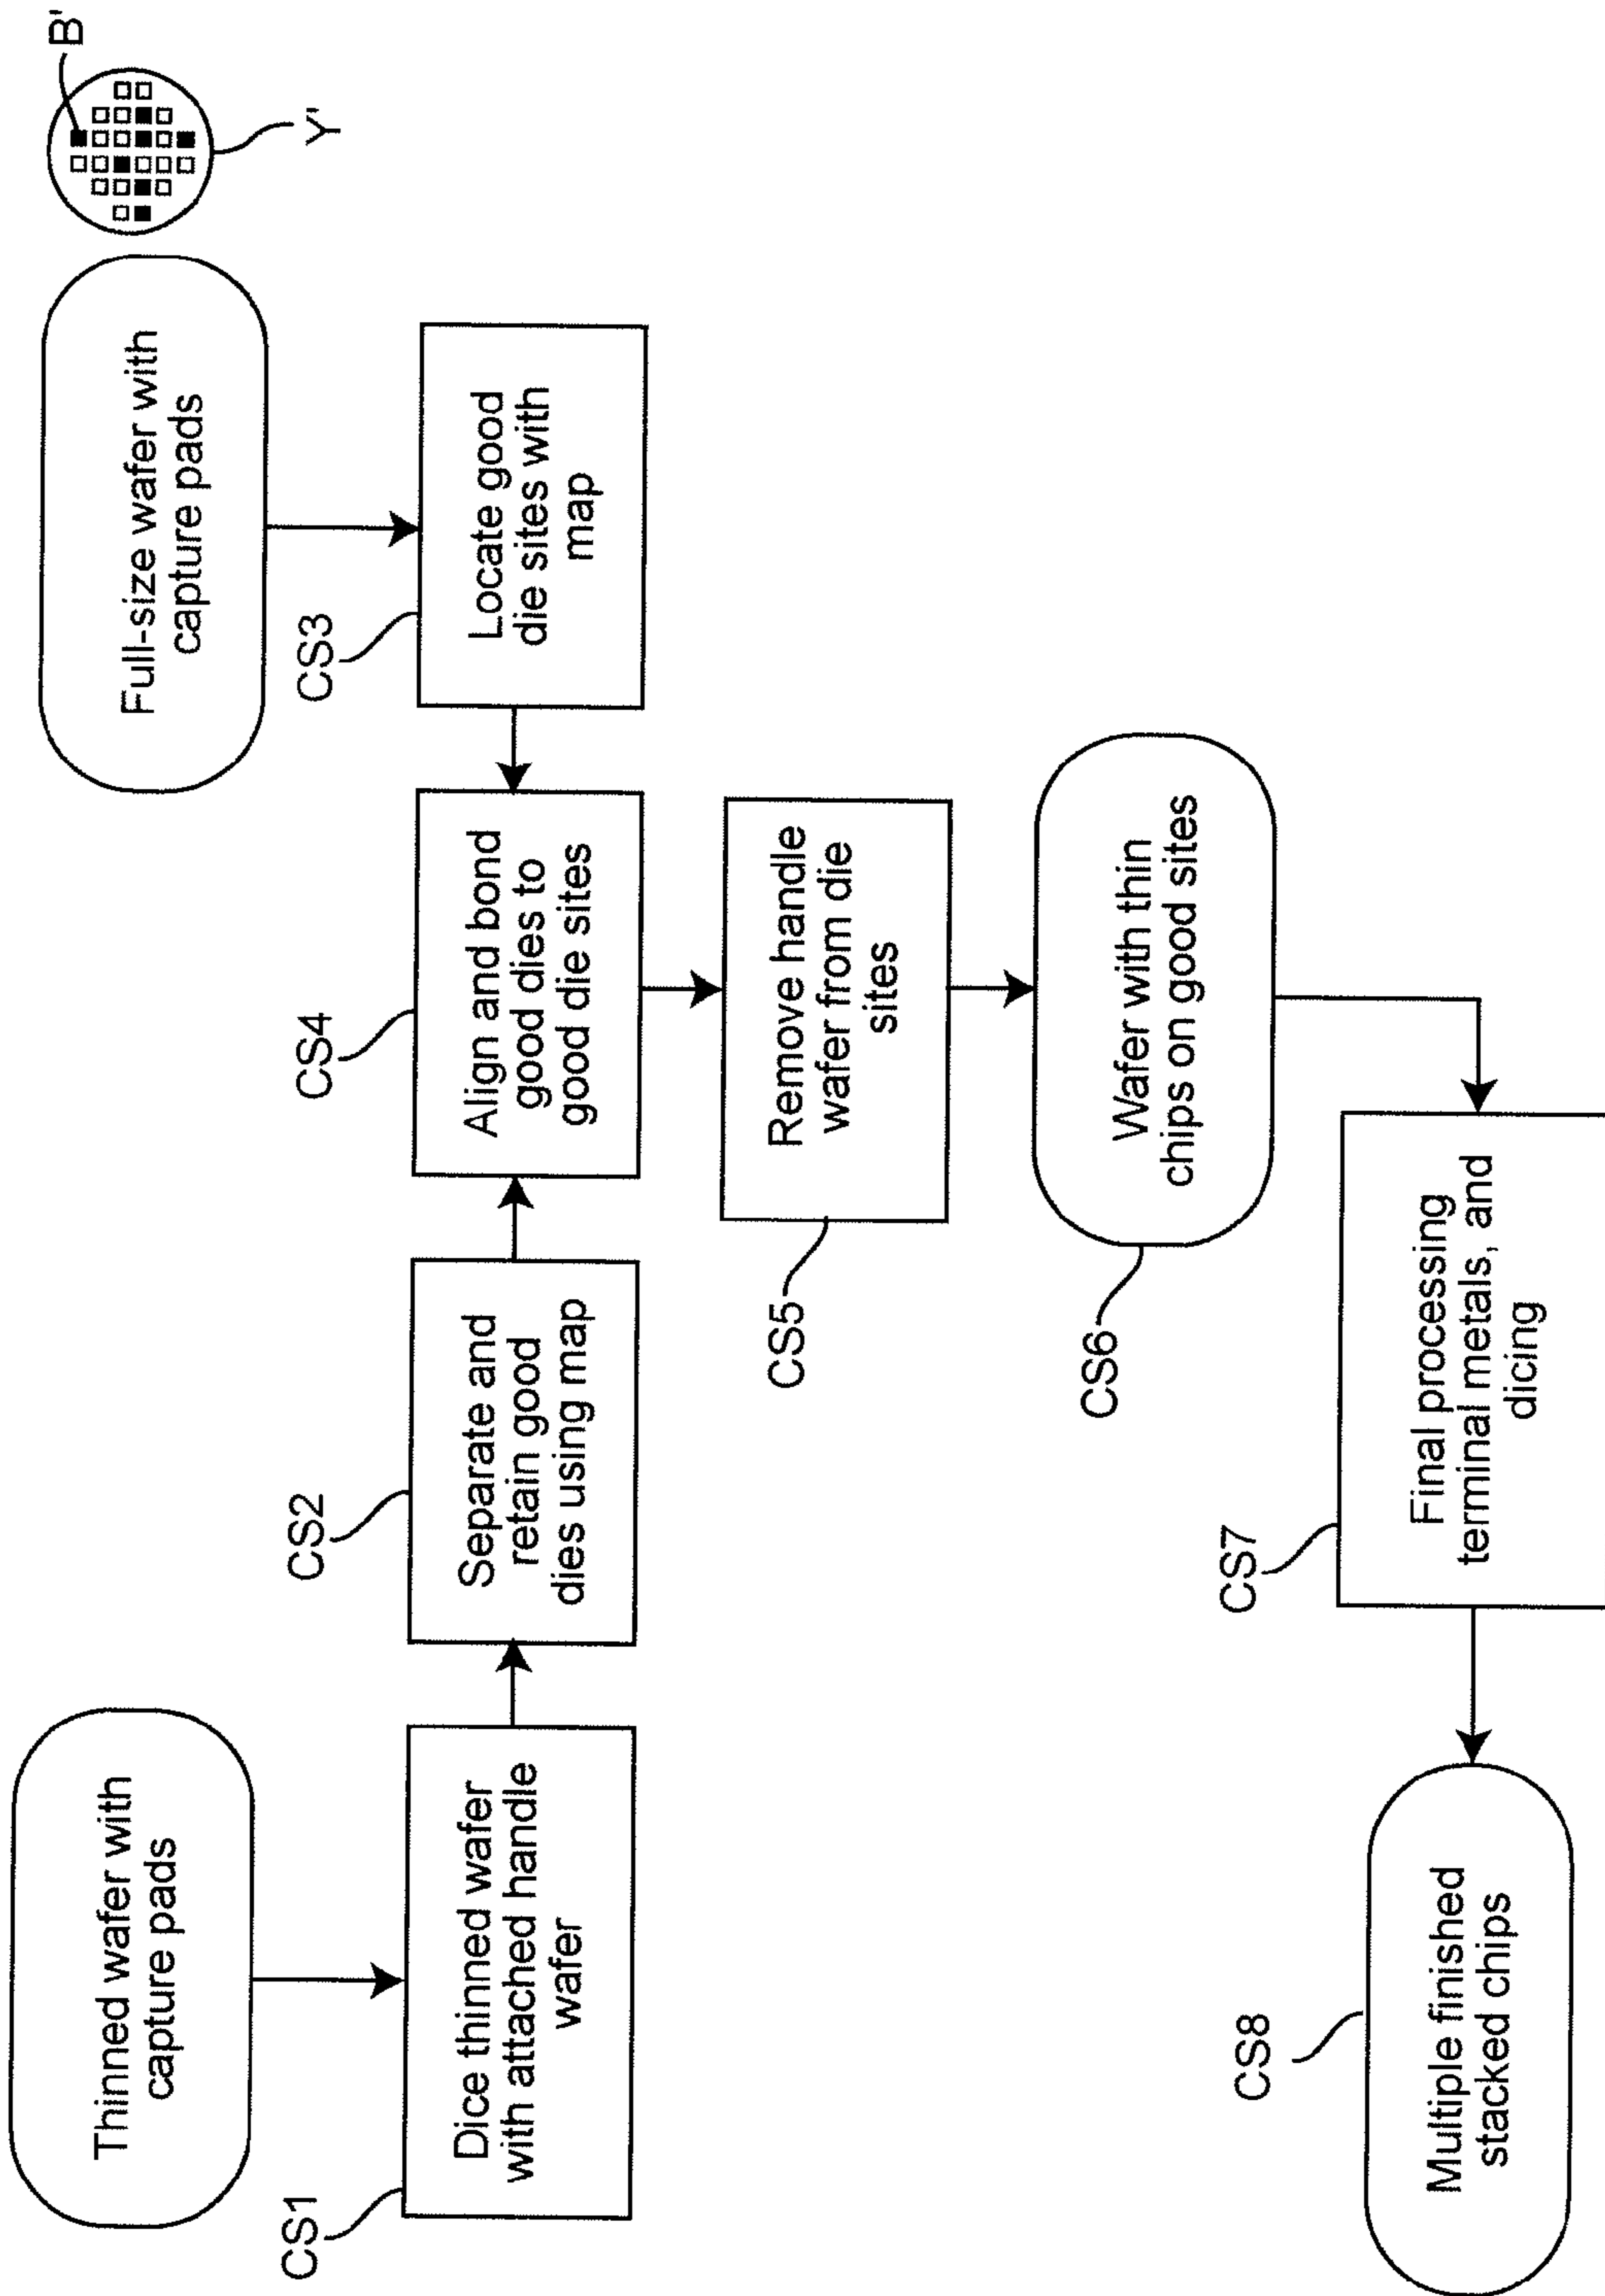 Thinned wafer with
capture pads
Full-size wafer with
capture pads
B'
Y'
CS1
Dice thinned wafer
with attached handle
wafer
CS2
Separate and
retain good
dies using map
CS4
Align and bond
good dies to
good die sites
CS3
Locate good
die sites with
map
CS5
Remove handle
wafer from die
sites
CS6
Wafer with thin
chips on good sites
CS8
Multiple finished
stacked chips
CS7
Final processing
terminal metals, and
dicing